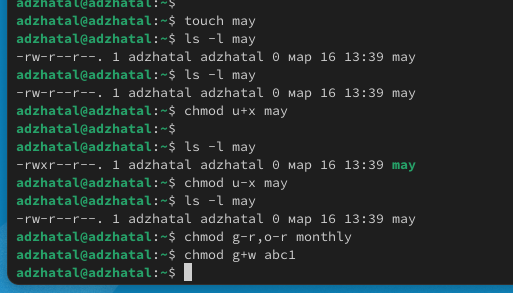 adzhatal@adzhatal:~$
adzhatal@adzhatal:~$ touch may
adzhatal@adzhatal:~$ ls -l may
-rw-r--r--. 1 adzhatal adzhatal 0 мар 16 13:39 may
adzhatal@adzhatal:~$ ls -l may
-rw-r--r--. 1 adzhatal adzhatal 0 мар 16 13:39 may
adzhatal@adzhatal:~$ chmod u+x may
adzhatal@adzhatal:~$
adzhatal@adzhatal:~$ ls -l may
-rwxr--r--. 1 adzhatal adzhatal 0 мар 16 13:39 may
adzhatal@adzhatal:~$ chmod u-x may
adzhatal@adzhatal:~$ ls -l may
-rw-r--r--. 1 adzhatal adzhatal 0 мар 16 13:39 may
adzhatal@adzhatal:~$ chmod g-r,o-r monthly
adzhatal@adzhatal:~$ chmod g+w abc1
adzhatal@adzhatal:~$